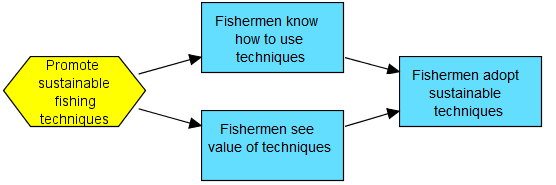 Promote
sustainable
fishing
techniques
Fishermen know
how to use
techniques
Fishermen see
value of techniques
Fishermen adopt
sustainable
techniques